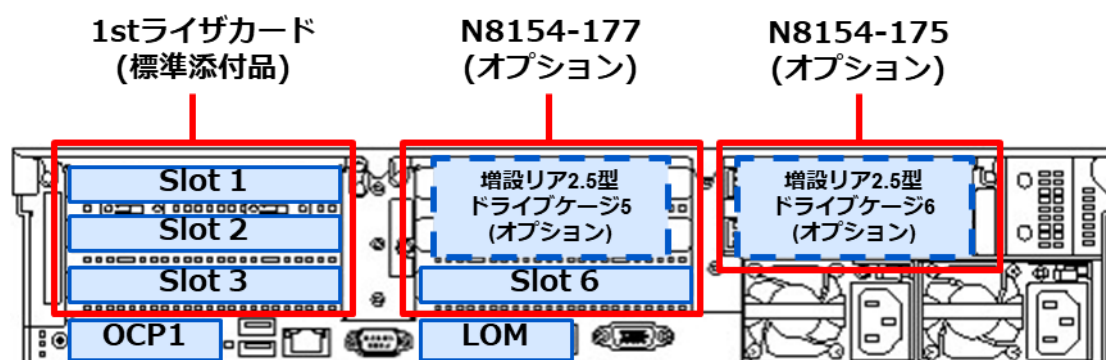 1stライザカード
(標準添付品)
N8154-177
(オプション)
N8154-175
(オプション)
Slot 1
Slot 2
Slot 3
増設リア2.5型
ドライブケージ5
(オプション)
Slot 6
増設リア2.5型
ドライブケージ6
(オプション)
OCP1
LOM